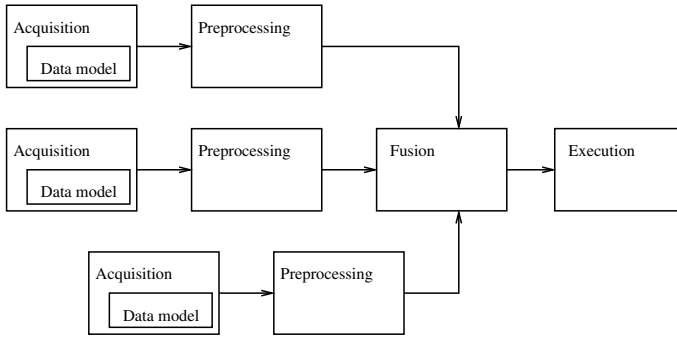 Acquisition
Preprocessing
Data model
Acquisition
Preprocessing
Fusion
Execution
Data model
Acquisition
Preprocessing
Data model